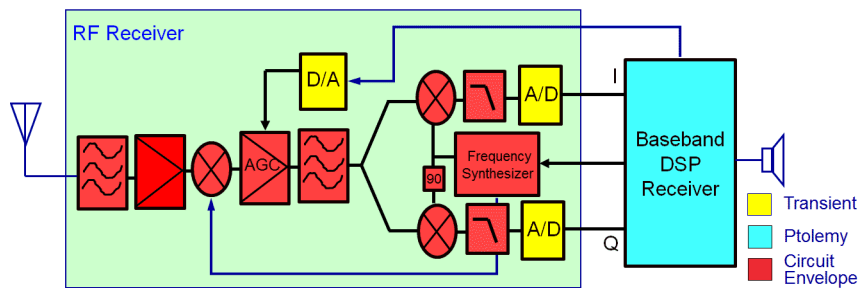 RF Receiver
D/A
I
A/D
AGC
Frequency
Synthesizer
90
Baseband
DSP
Receiver
A/D
Q
Transient
Ptolemy
Circuit
Envelope